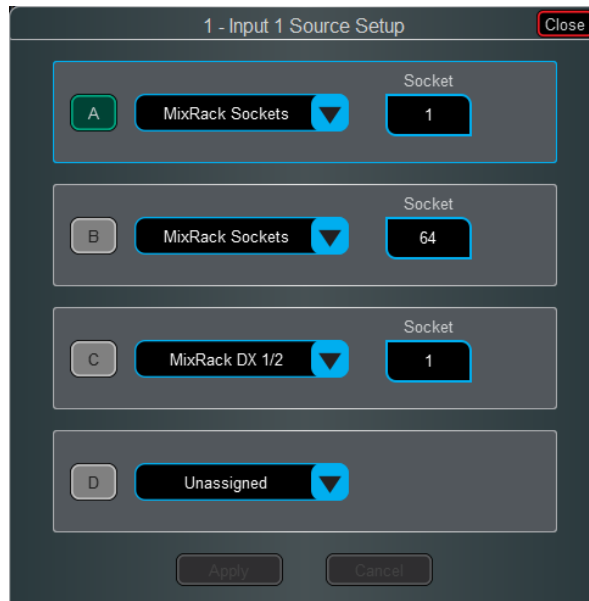 1 - Input 1 Source Setup
Close
Socket
A
MixRack Sockets
1
Socket
B
MixRack Sockets
64
Socket
C
MixRack DX 1/2
1
D
Unassigned
Apply
Cancel